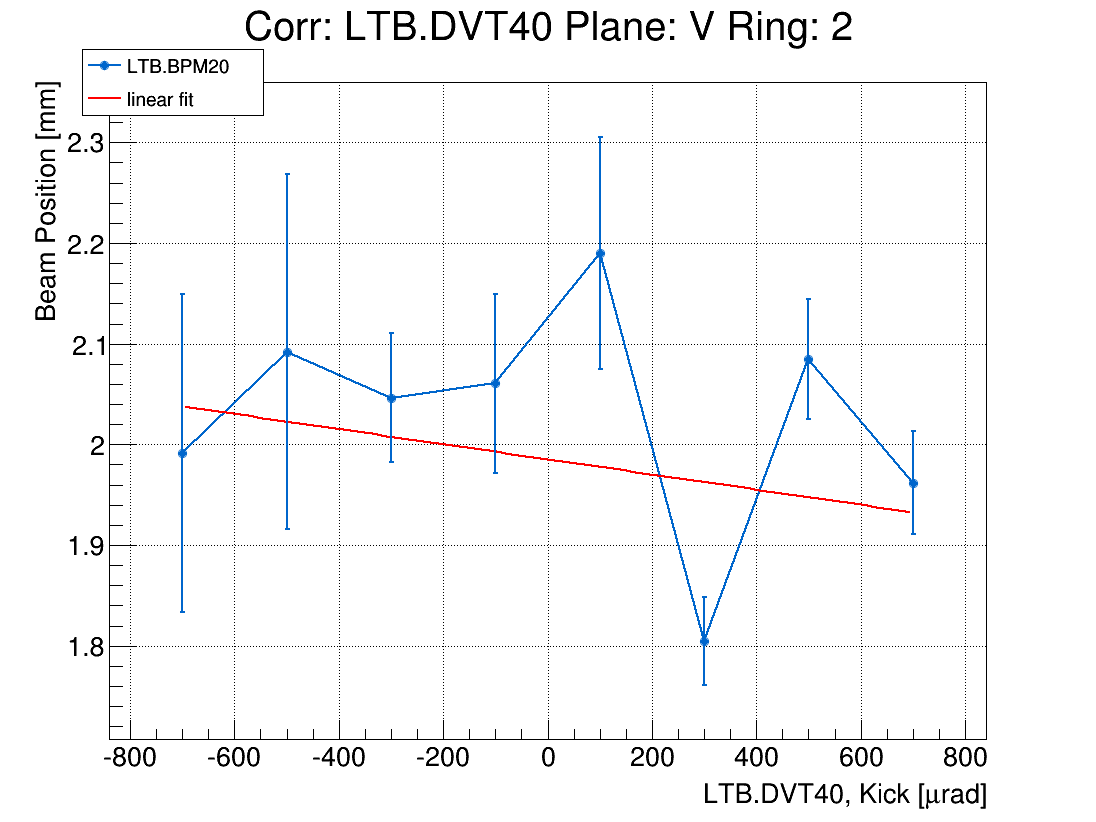 Corr: LTB.DVT40 Plane: V Ring: 2
LTB.BPM20
linear fit
Beam Position [mm]
2.3
2.2
2.1
2
1.9
1.8
-800 -600 -400 -200 0 200 400 600 800
LTB.DVT40, Kick [μrad]